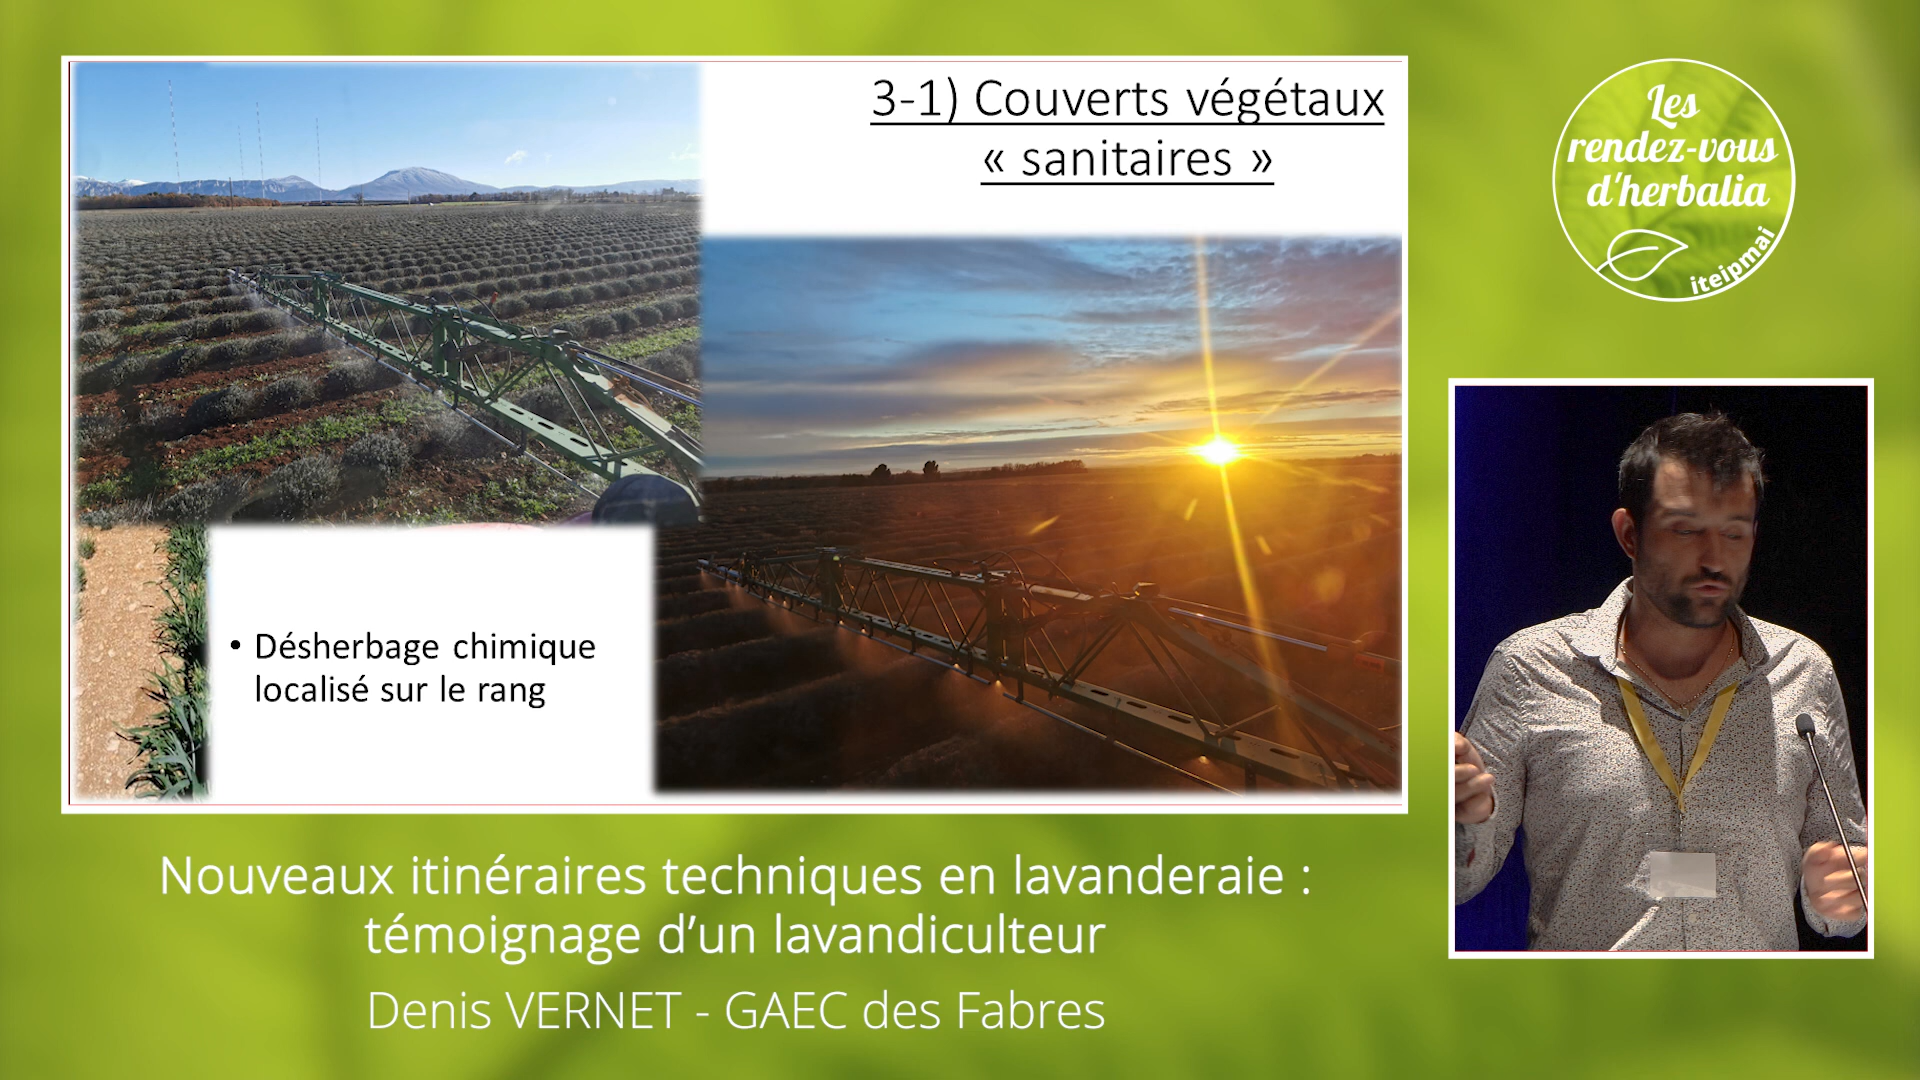 3-1) Couverts végétaux
« sanitaires »
• Désherbage chimique
localisé sur le rang
Les
rendez-vous
d'herbalia
iteipmai
Nouveaux itinéraires techniques en lavanderaie :
témoignage d’un lavandiculteur
Denis VERNET - GAEC des Fabres